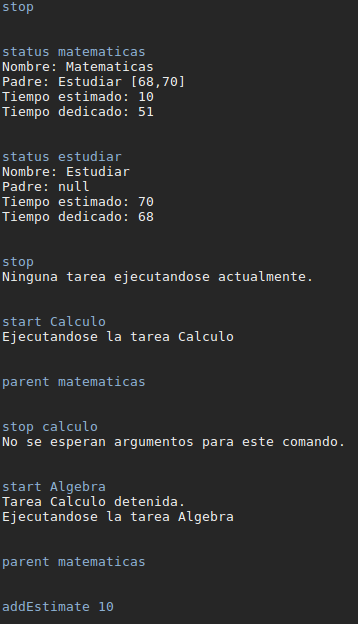 stop
status matematicas
Nombre: Matematicas
Padre: Estudiar [68,70]
Tiempo estimado: 10
Tiempo dedicado: 51
status estudiar
Nombre: Estudiar
Padre: null
Tiempo estimado: 70
Tiempo dedicado: 68
stop
Ninguna tarea ejecutandose actualmente.
start Calculo
Ejecutandose la tarea Calculo
parent matematicas
stop calculo
No se esperan argumentos para este comando.
start Algebra
Tarea Calculo detenida.
Ejecutandose la tarea Algebra
parent matematicas
addEstimate 10